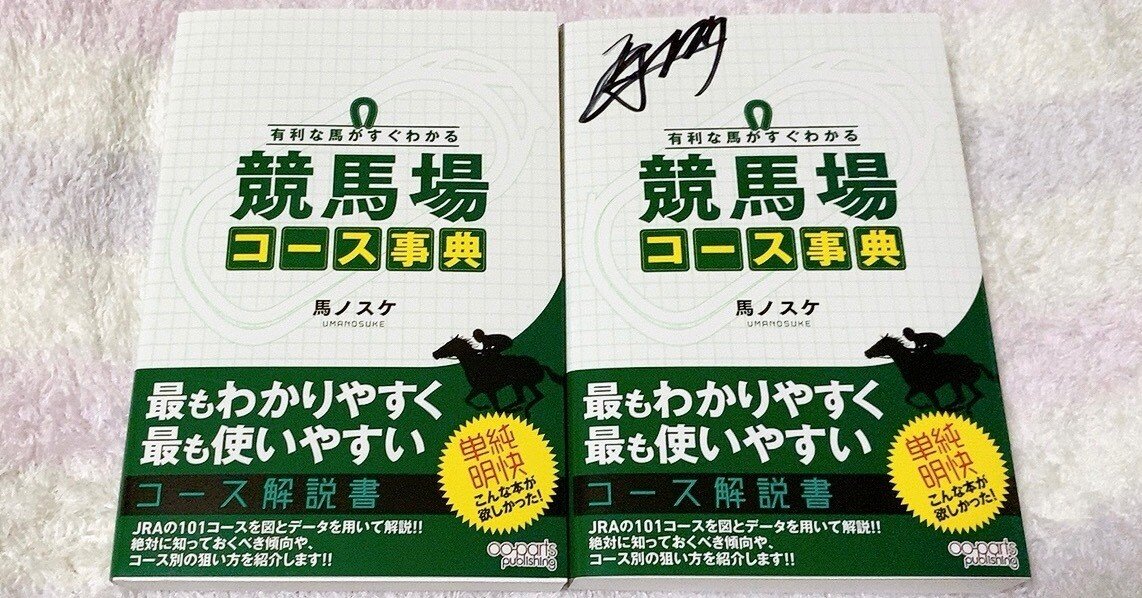 有利な馬がすぐわかる
競馬場
コース事典
馬ノスケ
UMANOSUKE
最もわかりやすく
最も使いやすい
コース解説書
単純
明快
こんな本が
欲しかった!
JRAの101コースを図とデータを用いて解説!!
絶対に知っておくべき傾向や、
コース別の狙い方を紹介します!!
oo-parts
publishing
有利な馬がすぐわかる
競馬場
コース事典
馬ノスケ
UMANOSUKE
最もわかりやすく
最も使いやすい
コース解説書
単純
明快
こんな本が
欲しかった!
JRAの101コースを図とデータを用いて解説!!
絶対に知っておくべき傾向や、
コース別の狙い方を紹介します!!
oo-parts
publishing